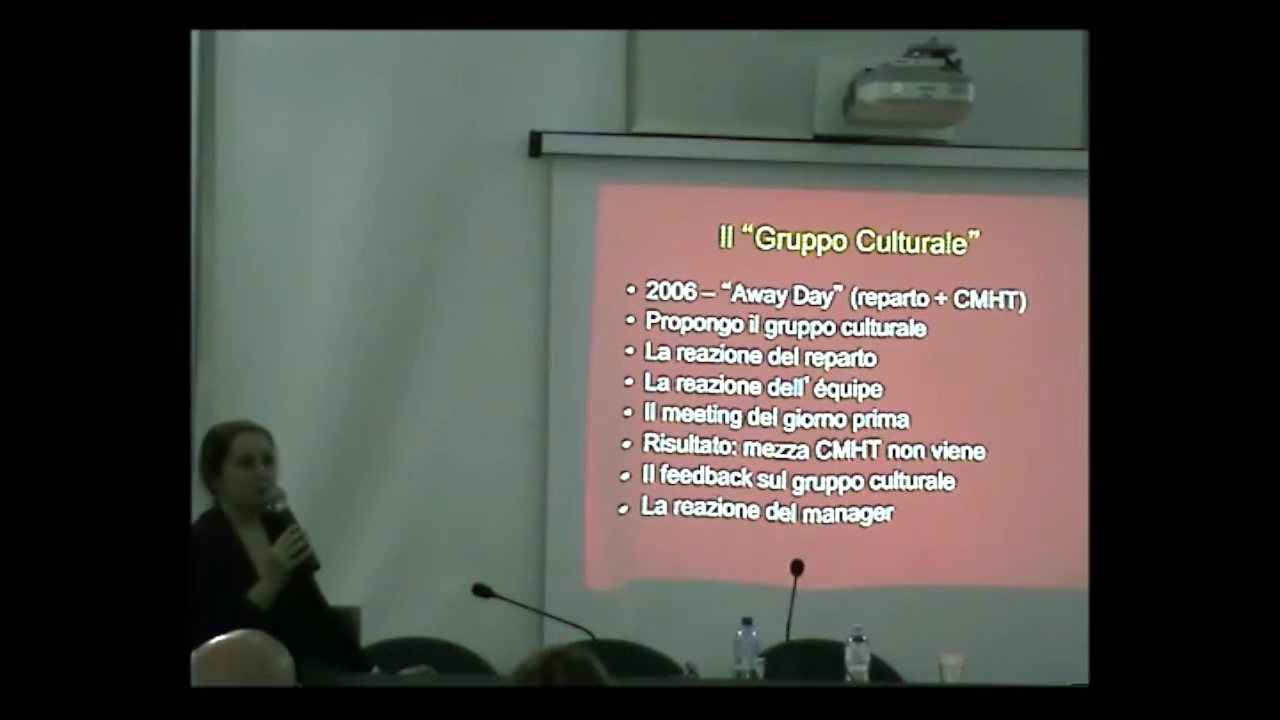 Il “Gruppo Culturale”
• 2006 – “Away Day” (reparto + CMHT)
• Propongo il gruppo culturale
• La reazione del reparto
• La reazione dell’ équipe
• Il meeting del giorno prima
• Risultato: mezza CMHT non viene
• Il feedback sul gruppo culturale
• La reazione del manager